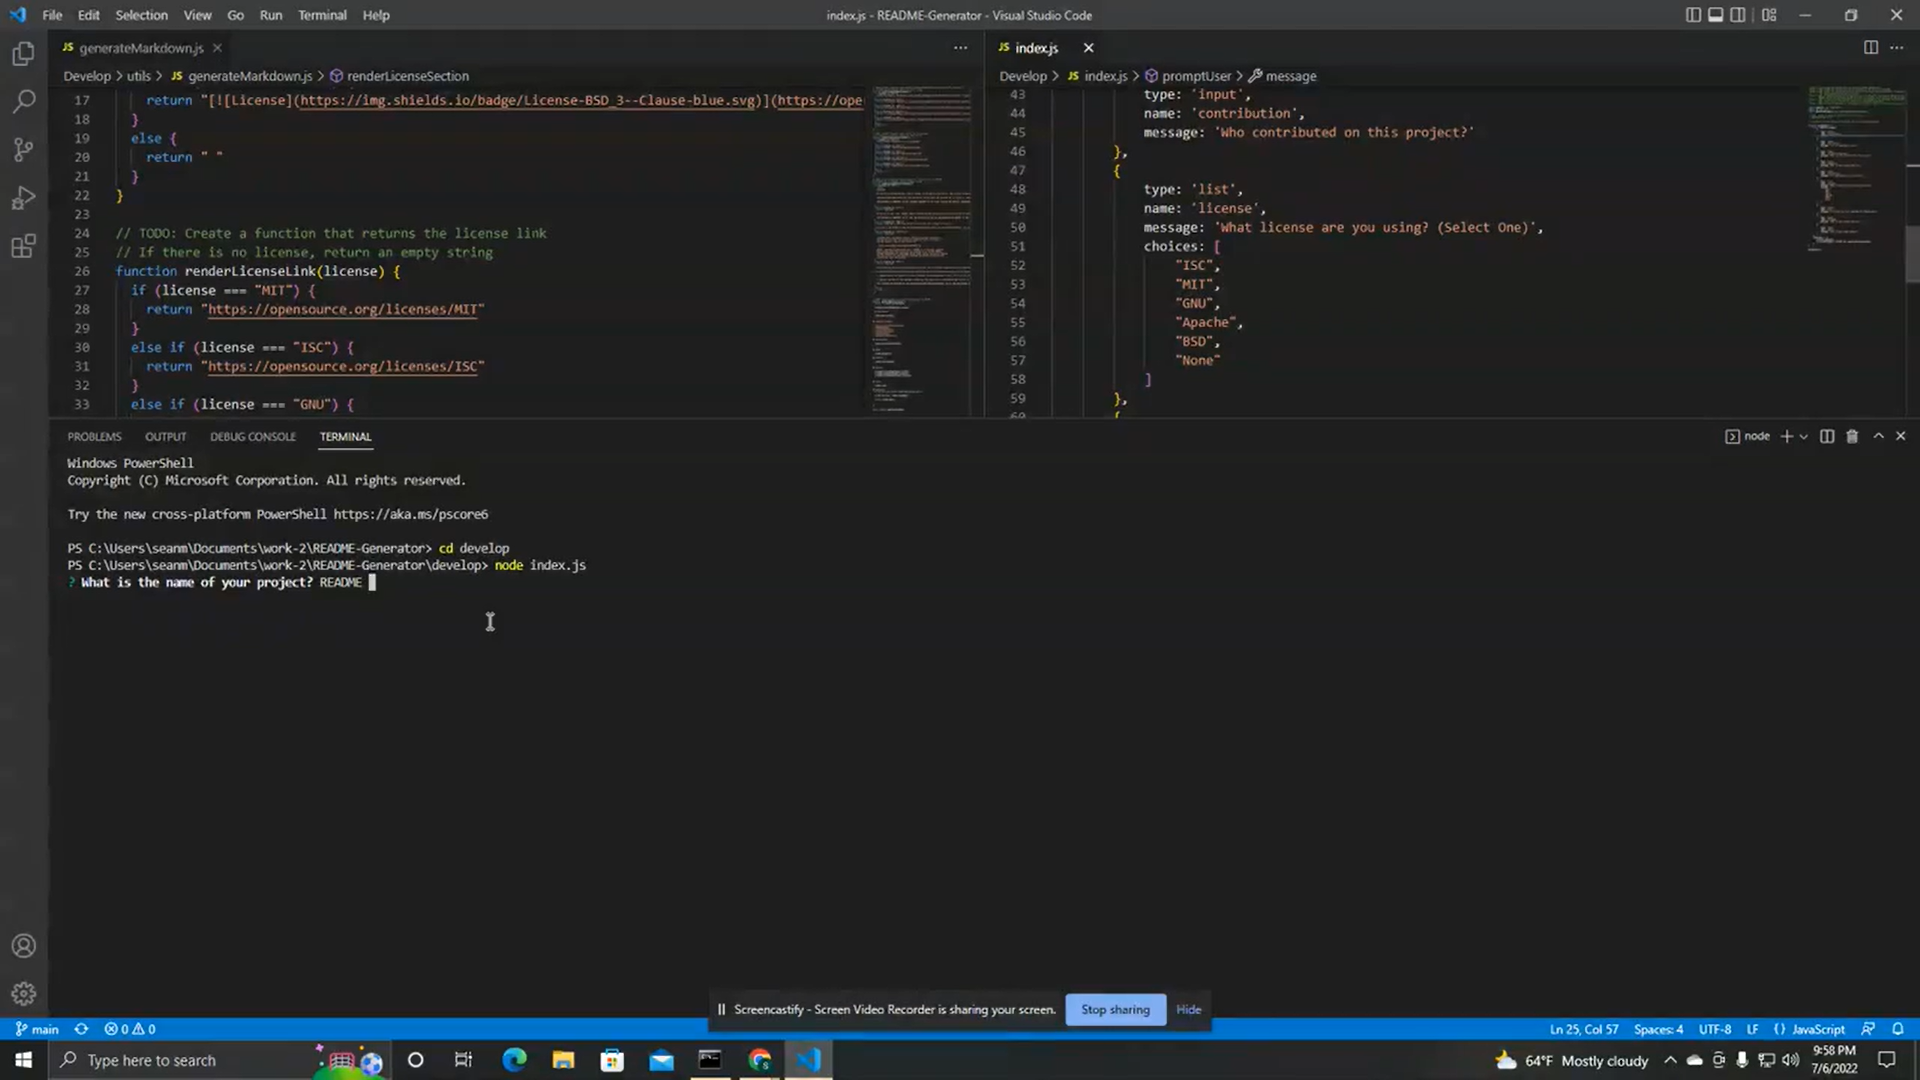 File Edit Selection View Go Run Terminal Help
index.js - README-Generator - Visual Studio Code
JS generateMarkdown.js
Develop > utils > JS generateMarkdown.js > renderLicenseSection
17 return "[![License](https://img.shields.io/badge/License-BSD_3--Clause-blue.svg)](https://ope
18 }
19 else {
20 return " "
21 }
22 }
23
24 // TODO: Create a function that returns the license link
25 // If there is no license, return an empty string
26 function renderLicenseLink(license) {
27 if (license === "MIT") {
28 return "https://opensource.org/licenses/MIT"
29 }
30 else if (license === "ISC") {
31 return "https://opensource.org/licenses/ISC"
32 }
33 else if (license === "GNU") {
JS index.js
Develop > JS index.js > promptUser > message
43 type: 'input',
44 name: 'contribution',
45 message: 'Who contributed on this project?'
46 },
47 {
48 type: 'list',
49 name: 'license',
50 message: 'What license are you using? (Select One)',
51 choices: [
52 "ISC",
53 "MIT",
54 "GNU",
55 "Apache",
56 "BSD",
57 "None"
58 ]
59 },
60 {
PROBLEMS OUTPUT DEBUG CONSOLE TERMINAL
node
Windows PowerShell
Copyright (C) Microsoft Corporation. All rights reserved.
Try the new cross-platform PowerShell https://aka.ms/pscore6
PS C:\Users\seanm\Documents\work-2\README-Generator> cd develop
PS C:\Users\seanm\Documents\work-2\README-Generator\develop> node index.js
? What is the name of your project? README
Screencastify - Screen Video Recorder is sharing your screen. Stop sharing Hide
main 0 0 Ln 25, Col 57 Spaces: 4 UTF-8 LF {} JavaScript
Type here to search
64°F Mostly cloudy
9:58 PM
7/6/2022